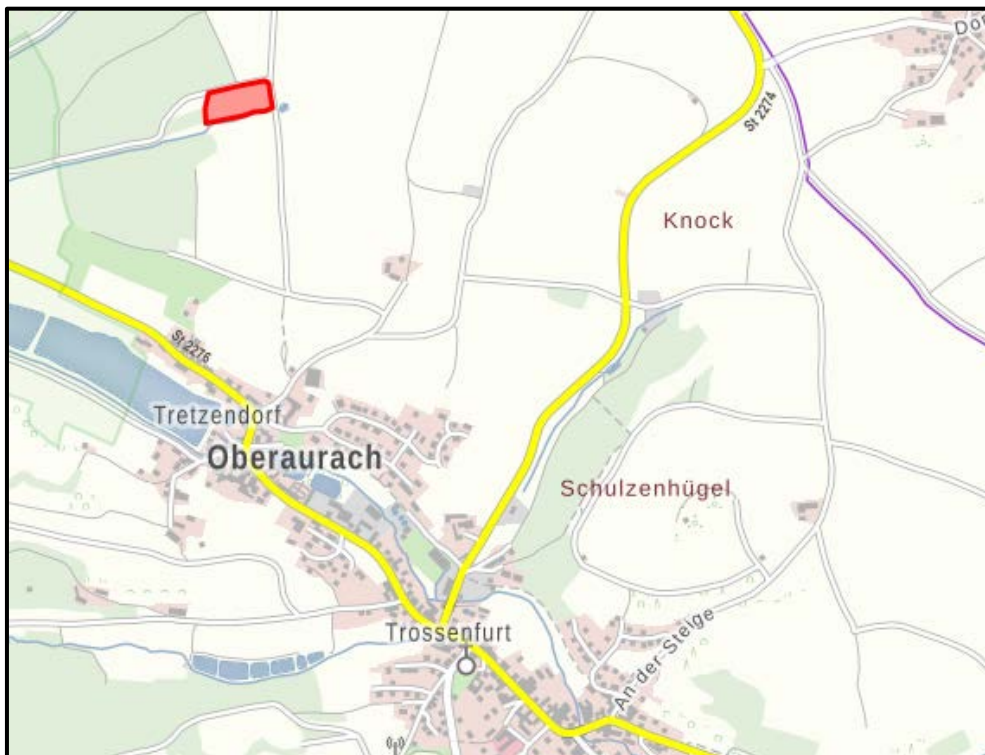 Dor
St 2274
Knock
St 2276
Tretzendorf
Oberaurach
Schulzenhügel
Trossenfurt
An der Steige